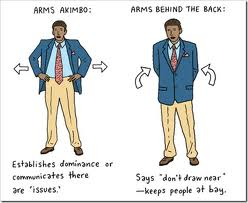 ARMS AKIMBO:
Establishes dominance or
communicates there
are 'issues.'
ARMS BEHIND THE BACK:
Says "don't draw near"
—keeps people at bay.